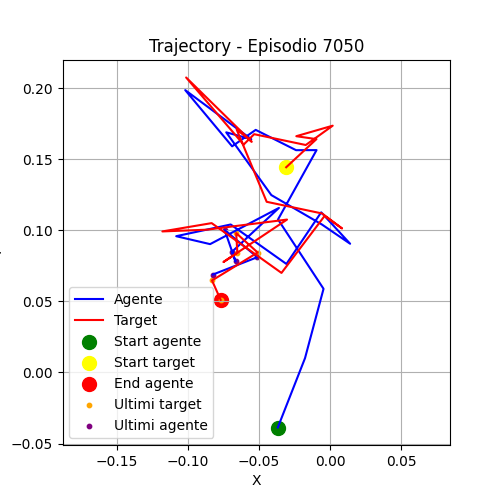 Trajectory - Episodio 7050
0.20
0.15
0.10
0.05
0.00
−0.05
Agente
Target
Start agente
Start target
End agente
Ultimi target
Ultimi agente
−0.15
−0.10
−0.05
0.00
0.05
X